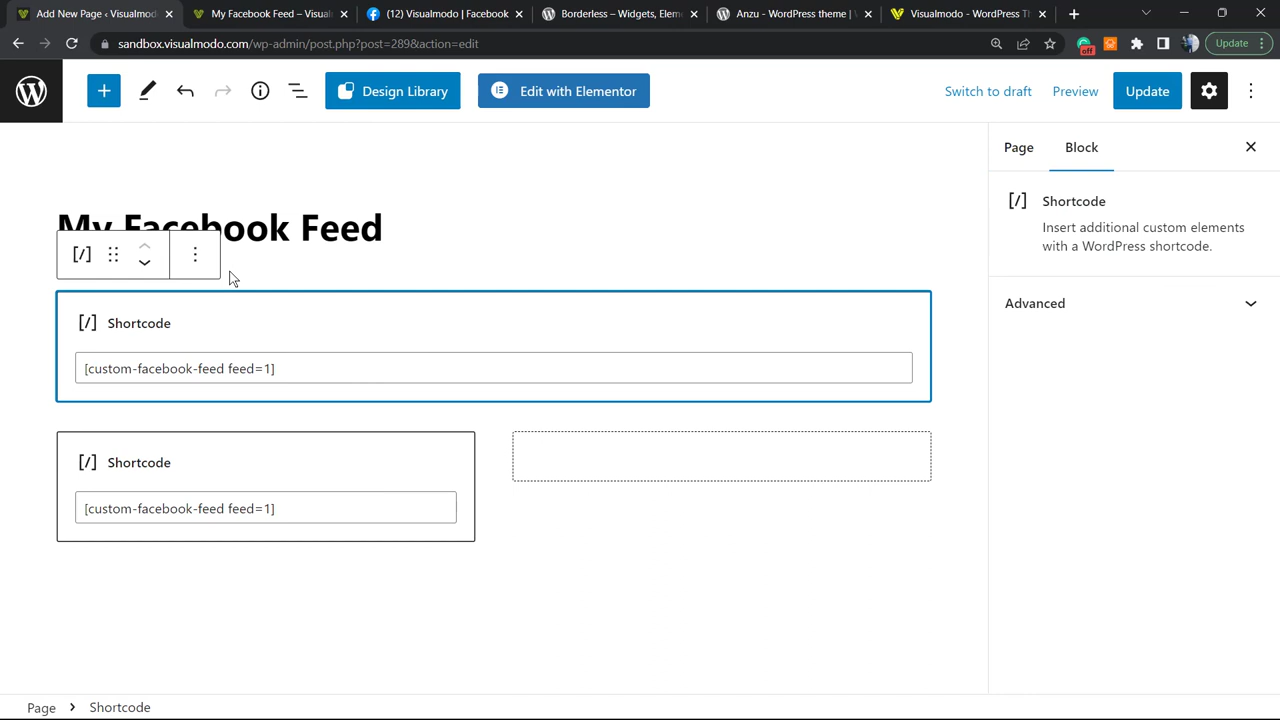 Add New Page ‹ Visualmod
My Facebook Feed – Visual
(12) Visualmodo | Facebook
Borderless – Widgets, Elem
Anzu - WordPress theme | V
Visualmodo - WordPress Th
sandbox.visualmodo.com/wp-admin/post.php?post=289&action=edit
off
Update
Design Library
Edit with Elementor
Switch to draft
Preview
Update
Page
Block
My Facebook Feed
[/] Shortcode
Insert additional custom elements
with a WordPress shortcode.
Advanced
[/]
[/] Shortcode
[custom-facebook-feed feed=1]
[/] Shortcode
[custom-facebook-feed feed=1]
Page
Shortcode